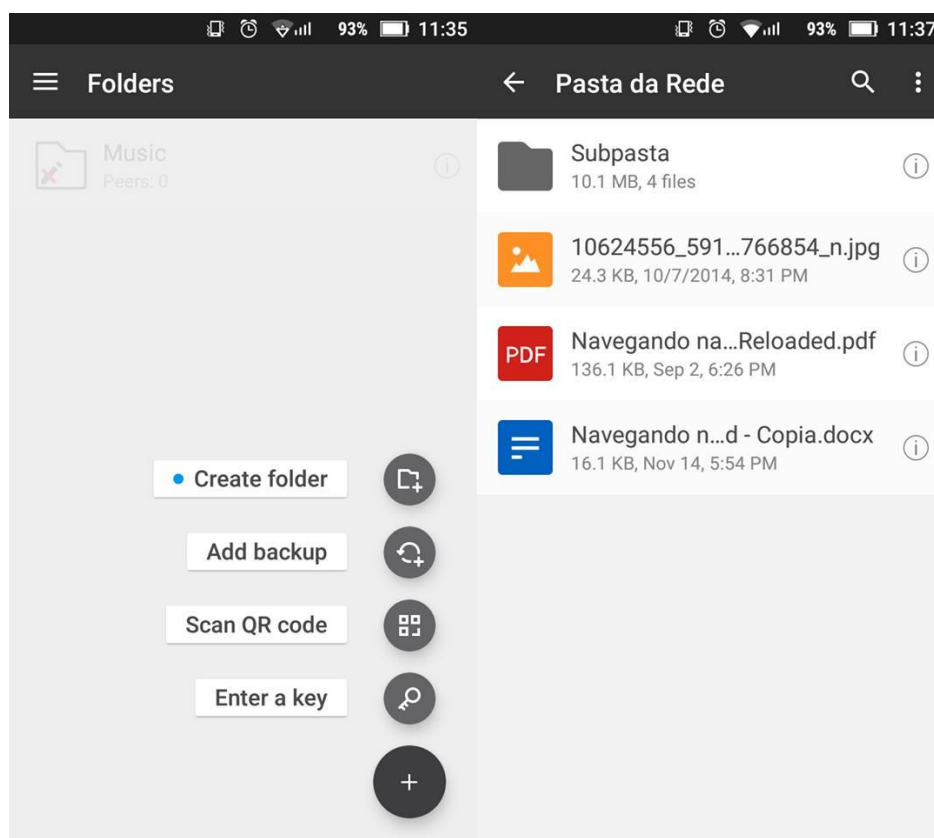 93% 11:35
Folders
Music
Peers: 0
Create folder
Add backup
Scan QR code
Enter a key
93% 11:37
Pasta da Rede
Subpasta
10.1 MB, 4 files
10624556_591...766854_n.jpg
24.3 KB, 10/7/2014, 8:31 PM
PDF
Navegando na...Reloaded.pdf
136.1 KB, Sep 2, 6:26 PM
Navegando n...d - Copia.docx
16.1 KB, Nov 14, 5:54 PM